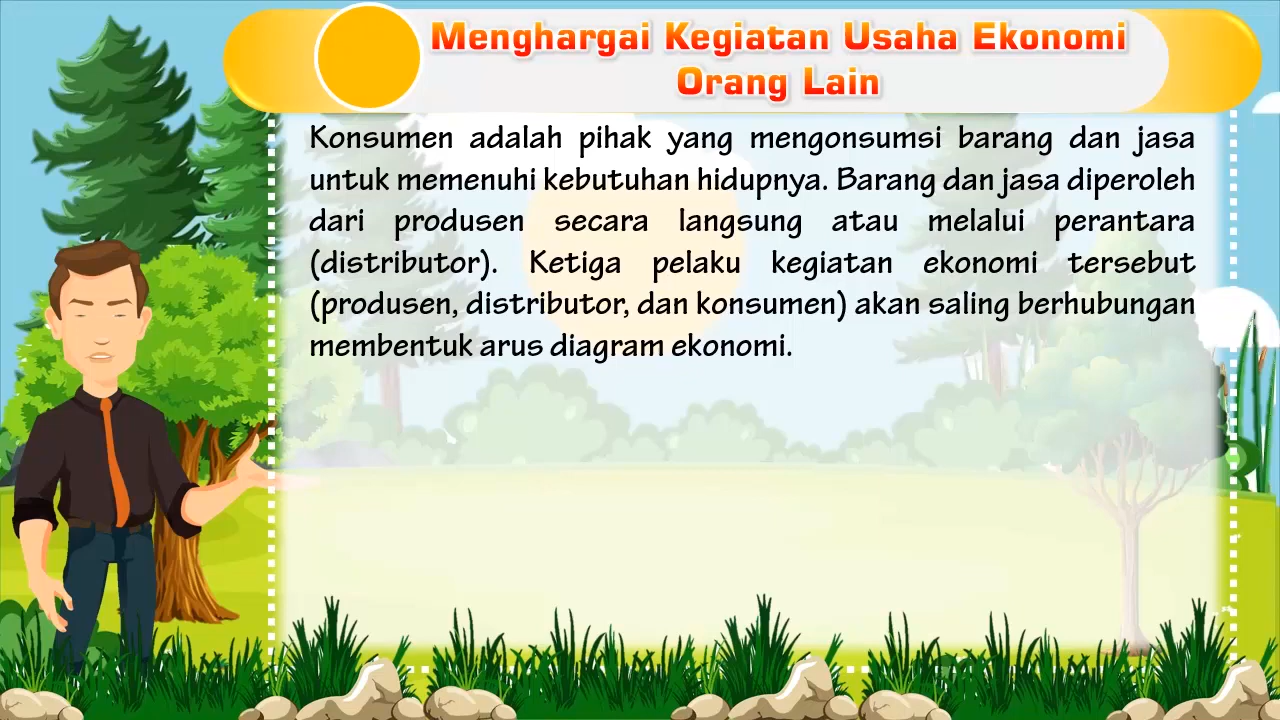 Menghargai Kegiatan Usaha Ekonomi
Orang Lain
Konsumen adalah pihak yang mengonsumsi barang dan jasa
untuk memenuhi kebutuhan hidupnya. Barang dan jasa diperoleh
dari produsen secara langsung atau melalui perantara
(distributor). Ketiga pelaku kegiatan ekonomi tersebut
(produsen, distributor, dan konsumen) akan saling berhubungan
membentuk arus diagram ekonomi.